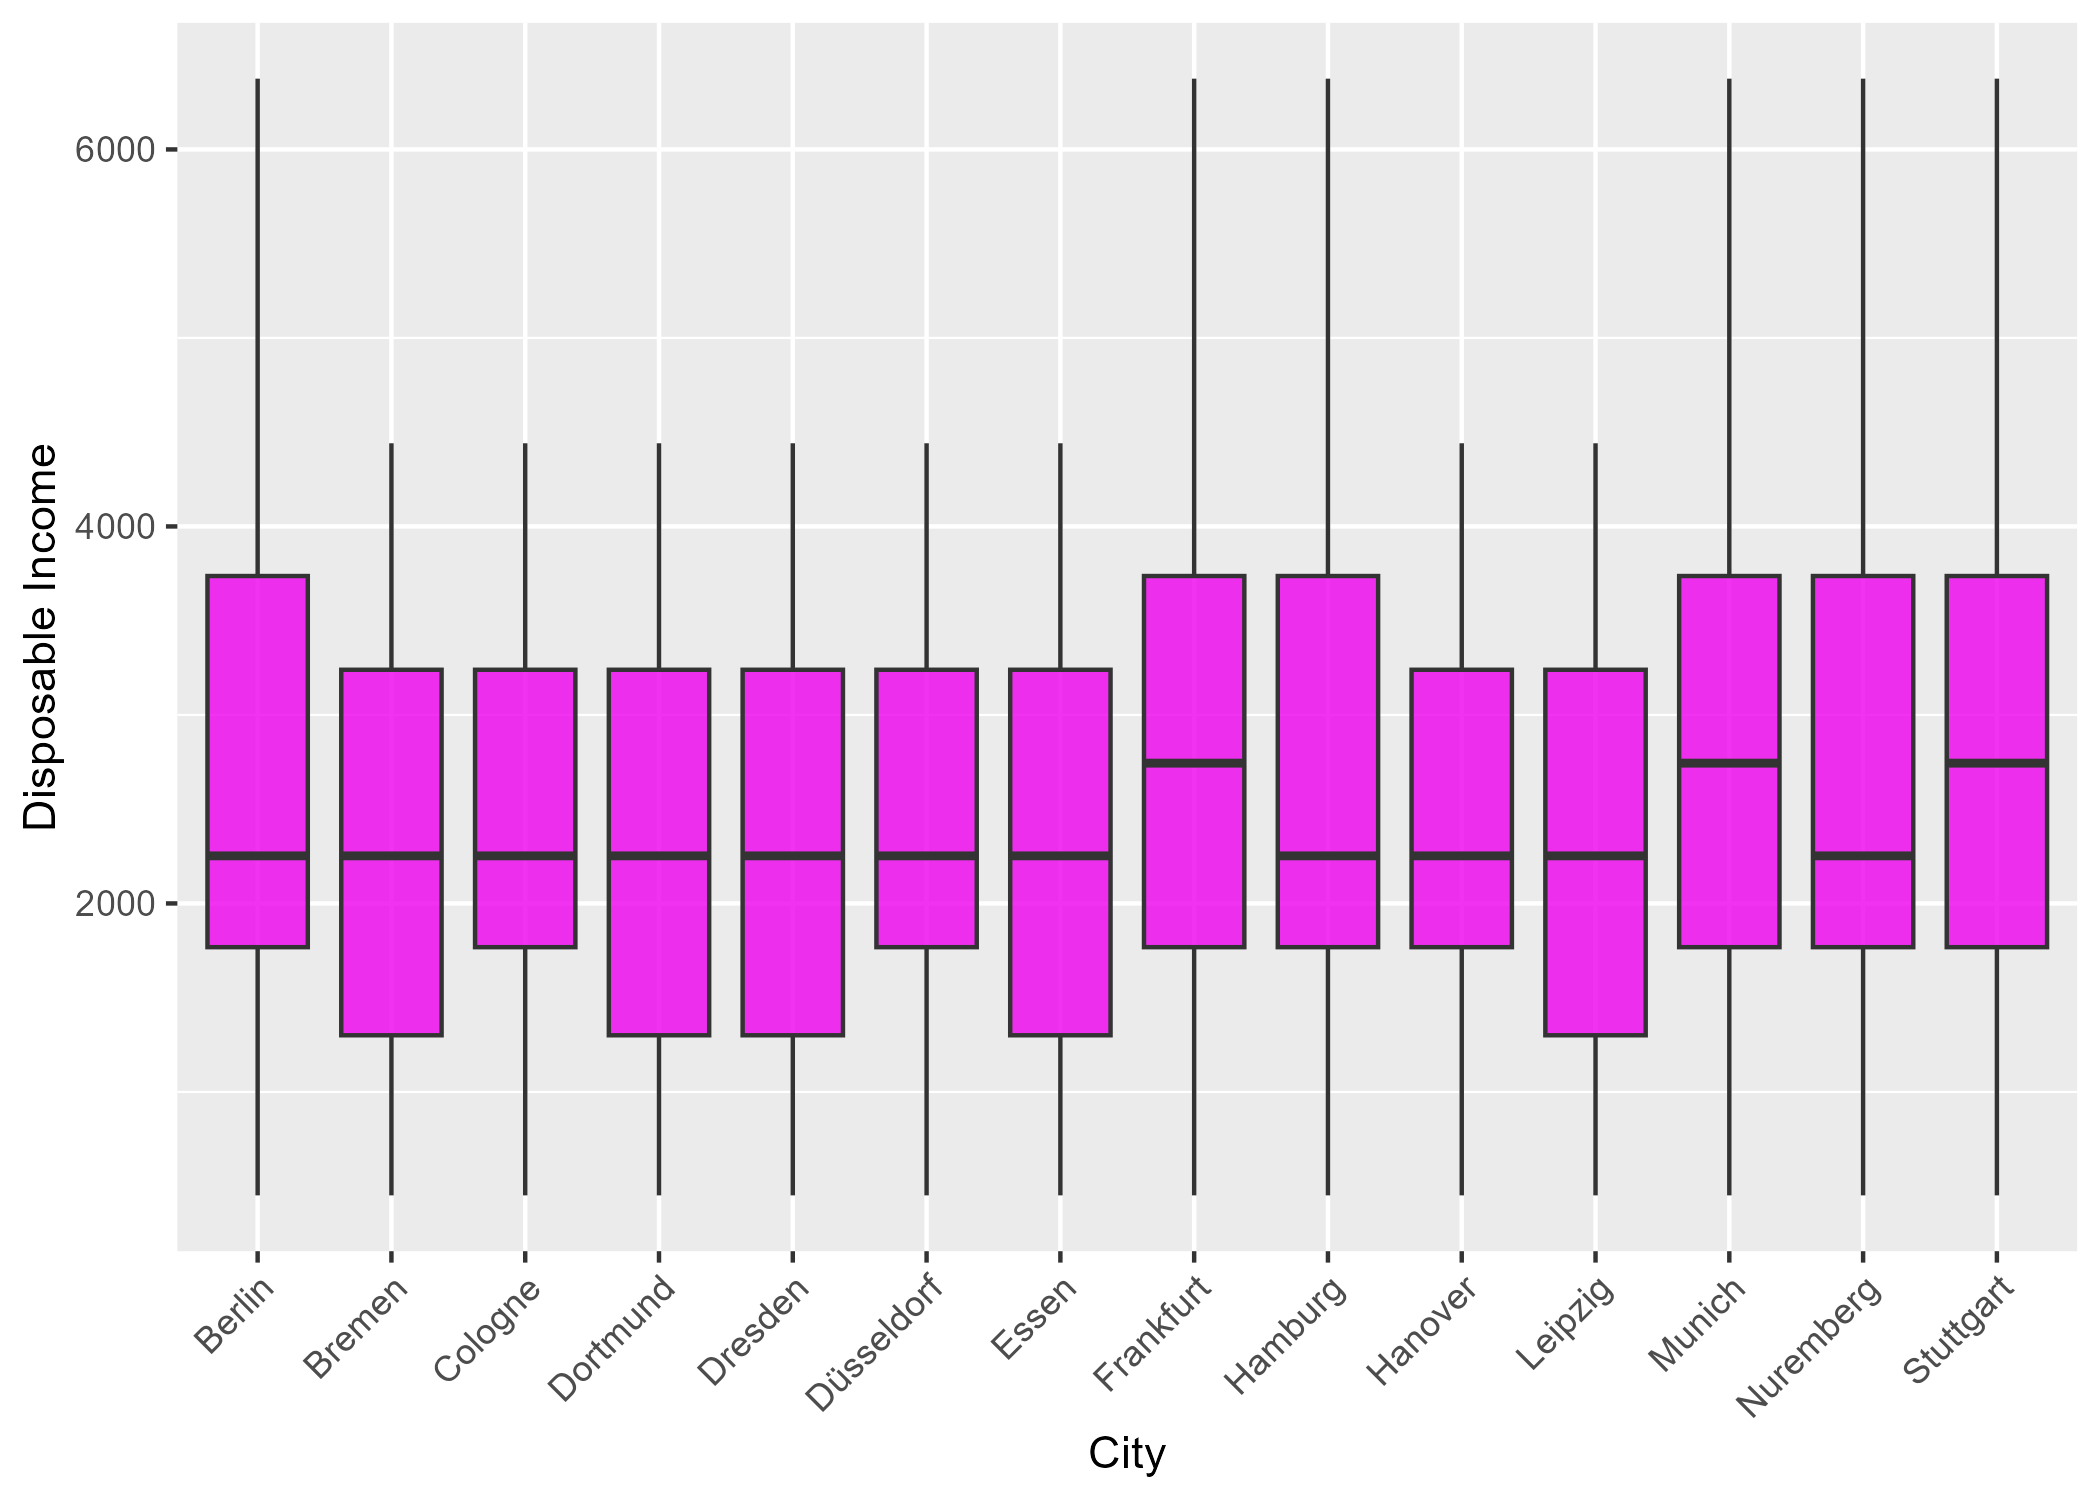 Disposable Income
6000
4000
2000
Berlin
Bremen
Cologne
Dortmund
Dresden
Düsseldorf
Essen
Frankfurt
Hamburg
Hanover
Leipzig
Munich
Nuremberg
Stuttgart
City